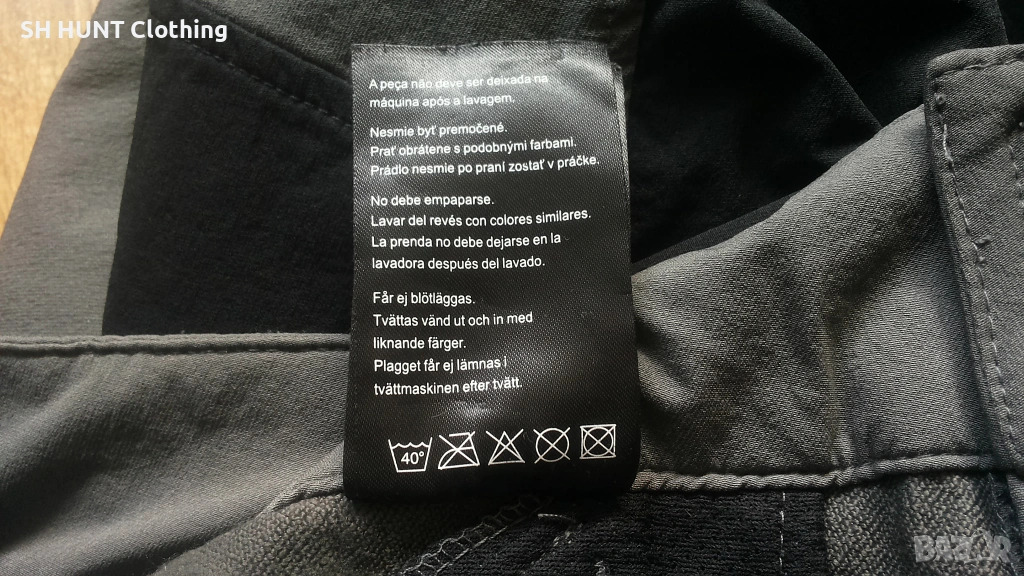 SH HUNT Clothing
A peça não deve ser deixada na
máquina após a lavagem.
Nesmie byť premočené.
Prať obrátene s podobnými farbami.
Prádlo nesmie po praní zostať v práčke.
No debe empaparse.
Lavar del revés con colores similares.
La prenda no debe dejarse en la
lavadora después del lavado.
Får ej blötläggas.
Tvättas vänd ut och in med
liknande färger.
Plagget får ej lämnas i
tvättmaskinen efter tvätt.
40°
BAZAR